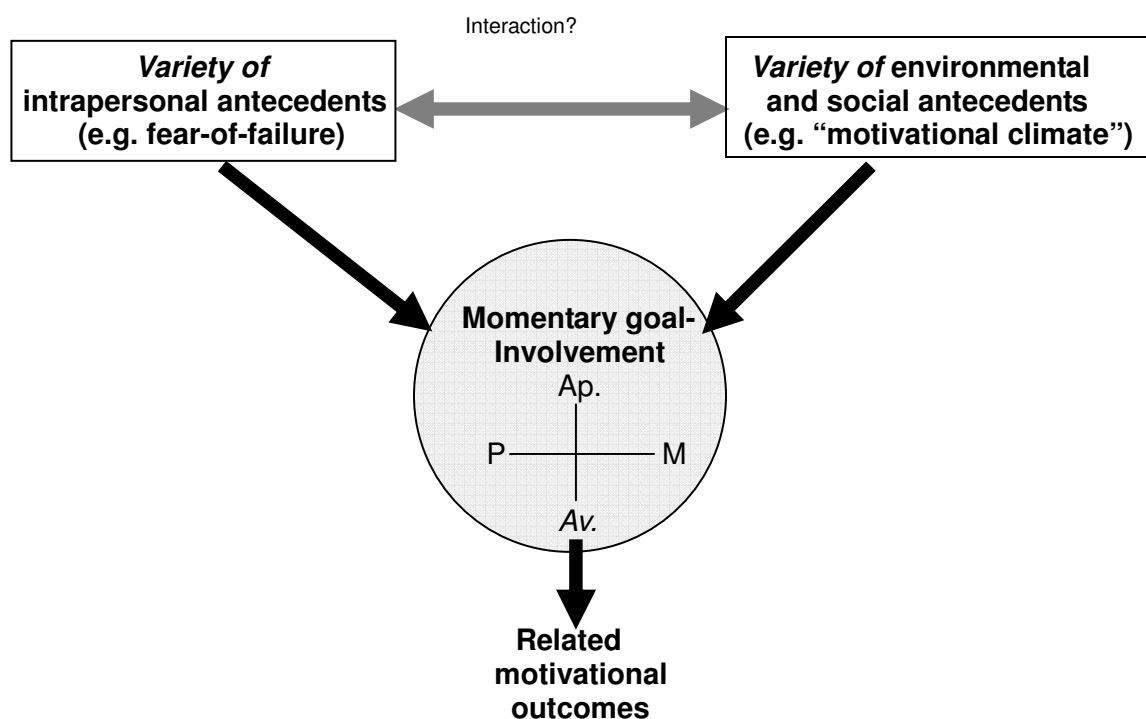 Interaction?
Variety of
intrapersonal antecedents
(e.g. fear-of-failure)
Variety of environmental
and social antecedents
(e.g. “motivational climate”)
Momentary goal-
Involvement
Ap.
P M
Av.
Related
motivational
outcomes